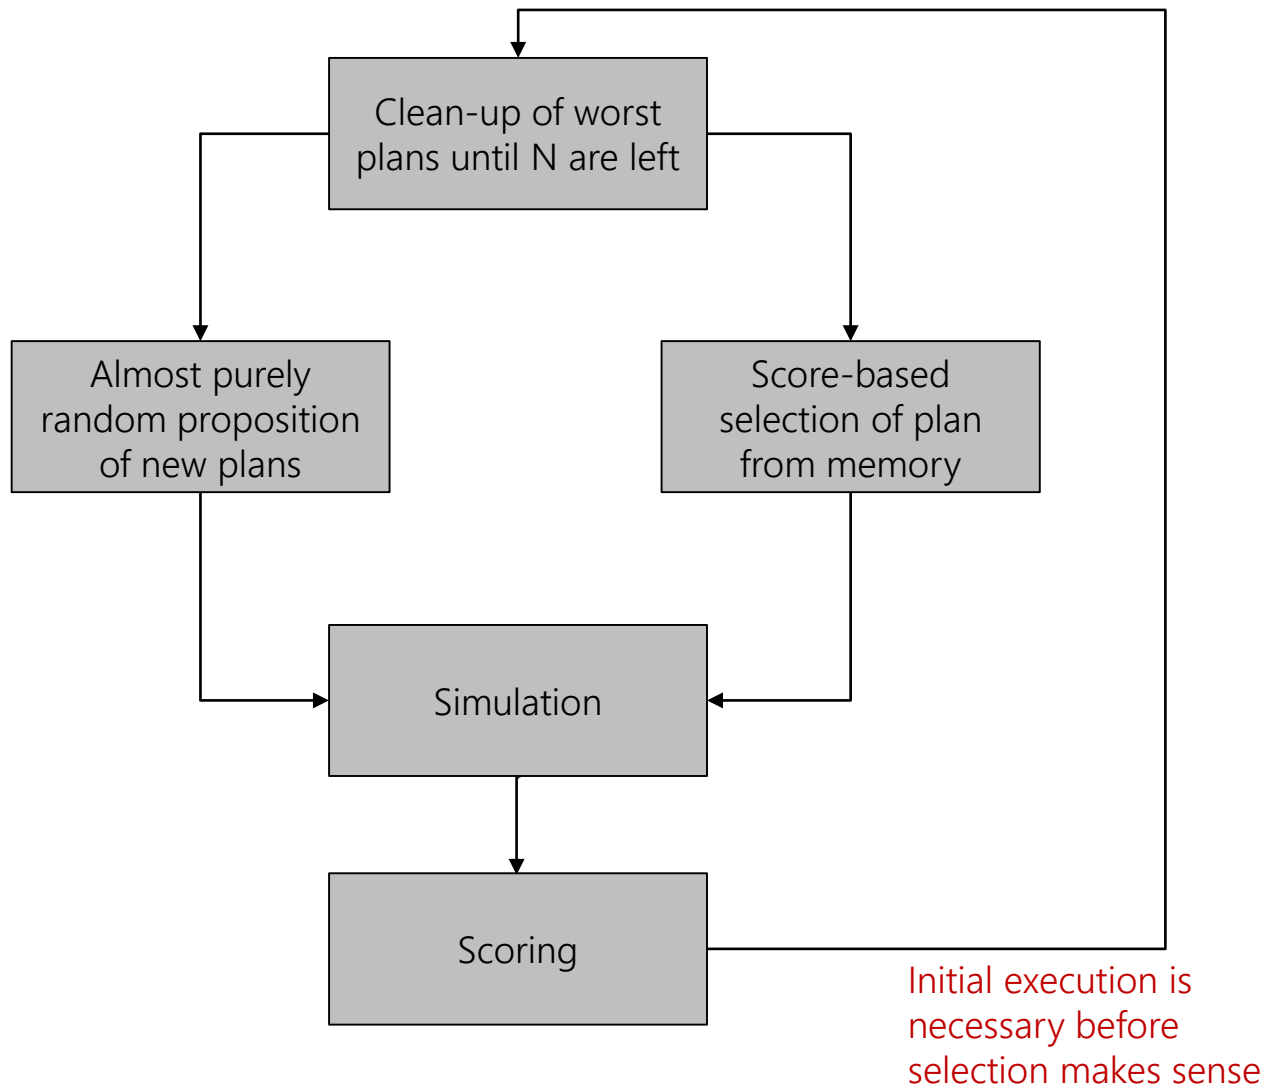 Clean-up of worst
plans until N are left
Almost purely
random proposition
of new plans
Score-based
selection of plan
from memory
Simulation
Scoring
Initial execution is
necessary before
selection makes sense